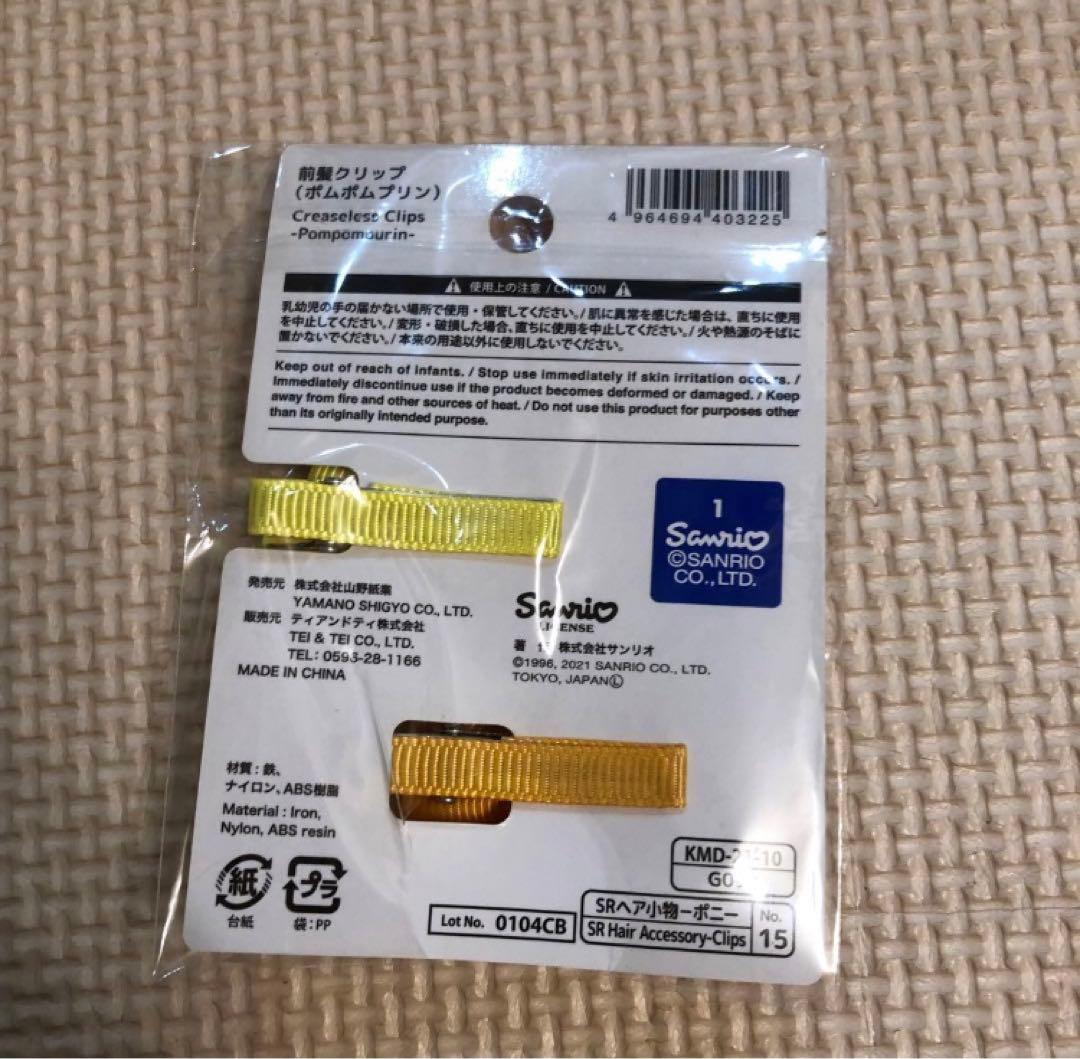 前髪クリップ
(ポムポムプリン)
Creaseless Clips
-Pompompurin-
4 964694 403225
使用上の注意 / CAUTION
乳幼児の手の届かない場所で使用・保管してください。/ 肌に異常を感じた場合は、直ちに使用
を中止してください。/ 変形・破損した場合、直ちに使用を中止してください。/ 火や熱源のそばに
置かないでください。/ 本来の用途以外に使用しないでください。
Keep out of reach of infants. / Stop use immediately if skin irritation occurs. /
Immediately discontinue use if the product becomes deformed or damaged. / Keep
away from fire and other sources of heat. / Do not use this product for purposes other
than its originally intended purpose.
1
Sanrio
©SANRIO
CO., LTD.
発売元 株式会社山野紙業
YAMANO SHIGYO CO., LTD.
販売元 ティアンドティ株式会社
TEI & TEI CO., LTD.
TEL: 0593-28-1166
MADE IN CHINA
Sanrio
LICENSE
著 株式会社サンリオ
©1996, 2021 SANRIO CO., LTD.
TOKYO, JAPANⓁ
材質:鉄、
ナイロン、ABS樹脂
Material : Iron,
Nylon, ABS resin
紙
台紙
プラ
袋:PP
Lot No. 0104CB
SRヘア小物ーポニー
SR Hair Accessory-Clips
No.
15